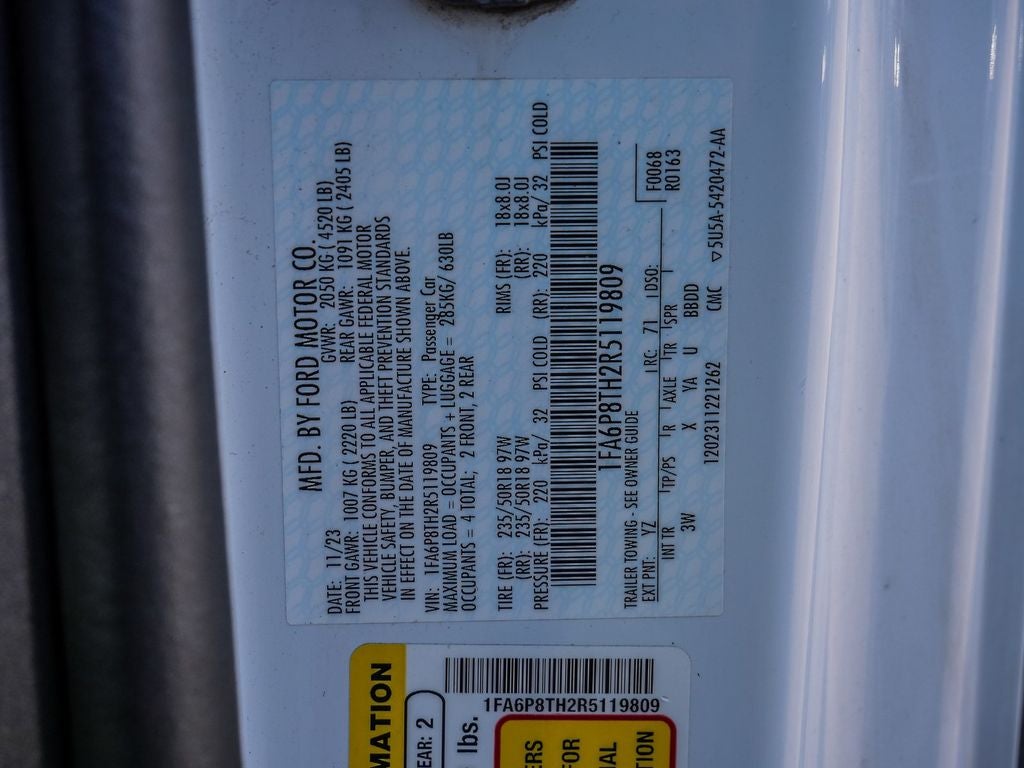 MFD. BY FORD MOTOR CO.
DATE: 11/23 GVWR: 2050 KG ( 4520 LB)
FRONT GAWR: 1007 KG ( 2220 LB) REAR GAWR: 1091 KG ( 2405 LB)
THIS VEHICLE CONFORMS TO ALL APPLICABLE FEDERAL MOTOR
VEHICLE SAFETY, BUMPER, AND THEFT PREVENTION STANDARDS
IN EFFECT ON THE DATE OF MANUFACTURE SHOWN ABOVE.
VIN: 1FA6P8TH2R5119809 TYPE: Passenger Car
MAXIMUM LOAD = OCCUPANTS + LUGGAGE = 285KG/ 630LB
OCCUPANTS = 4 TOTAL; 2 FRONT, 2 REAR
TIRE (FR): 235/50R18 97W RIMS (FR): 18x8.0J
(RR): 235/50R18 97W (RR): 18x8.0J
PRESSURE (FR): 220 kPa/ 32 PSI COLD (RR): 220 kPa/ 32 PSI COLD
1FA6P8TH2R5119809
TRAILER TOWING - SEE OWNER GUIDE F0068
EXT PNT: YZ RC: 71 DSO: R0163
INT TR TP/PS R AXLE TR SPR
3W X YA U BBDD
120231122126​2 CMC ▽5U5A-5420472-AA
1FA6P8TH2R5119809
MATION
EAR: 2
lbs.
ERS
FOR
AL
TION